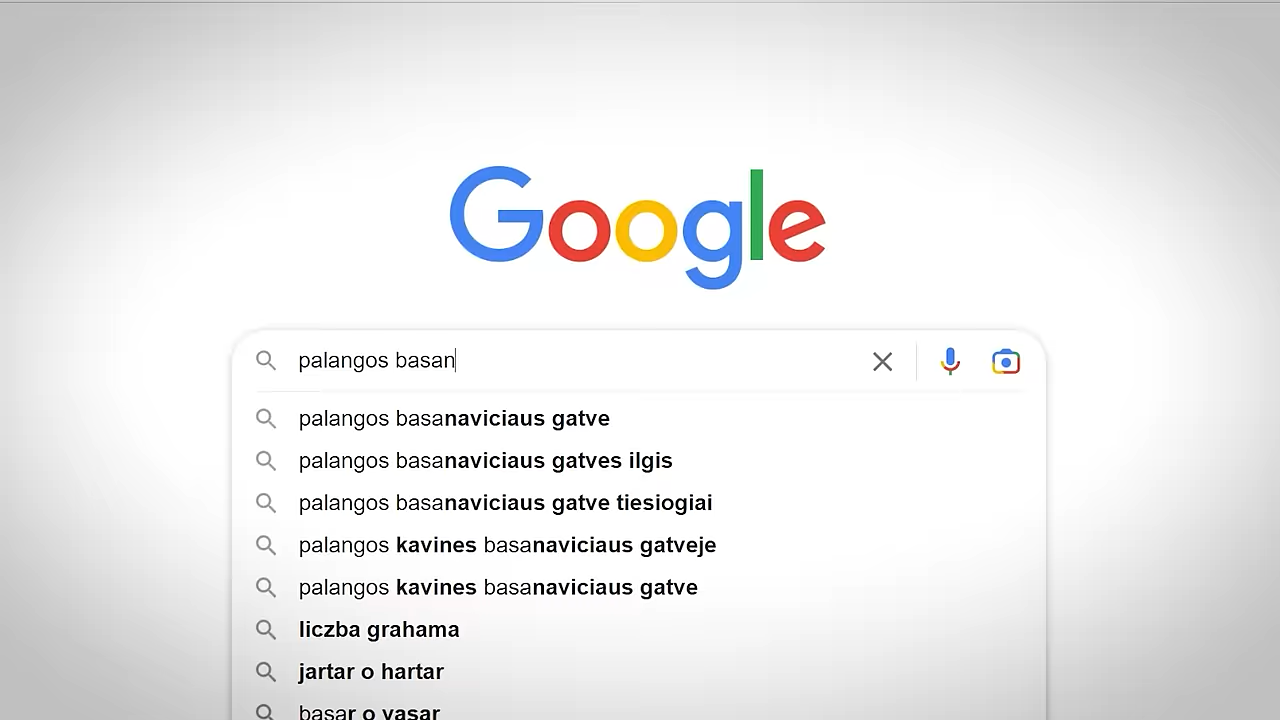 Google
palangos basan
palangos basanaviciaus gatve
palangos basanaviciaus gatves ilgis
palangos basanaviciaus gatve tiesiogiai
palangos kavines basanaviciaus gatveje
palangos kavines basanaviciaus gatve
liczba grahama
jartar o hartar
basar o vasar